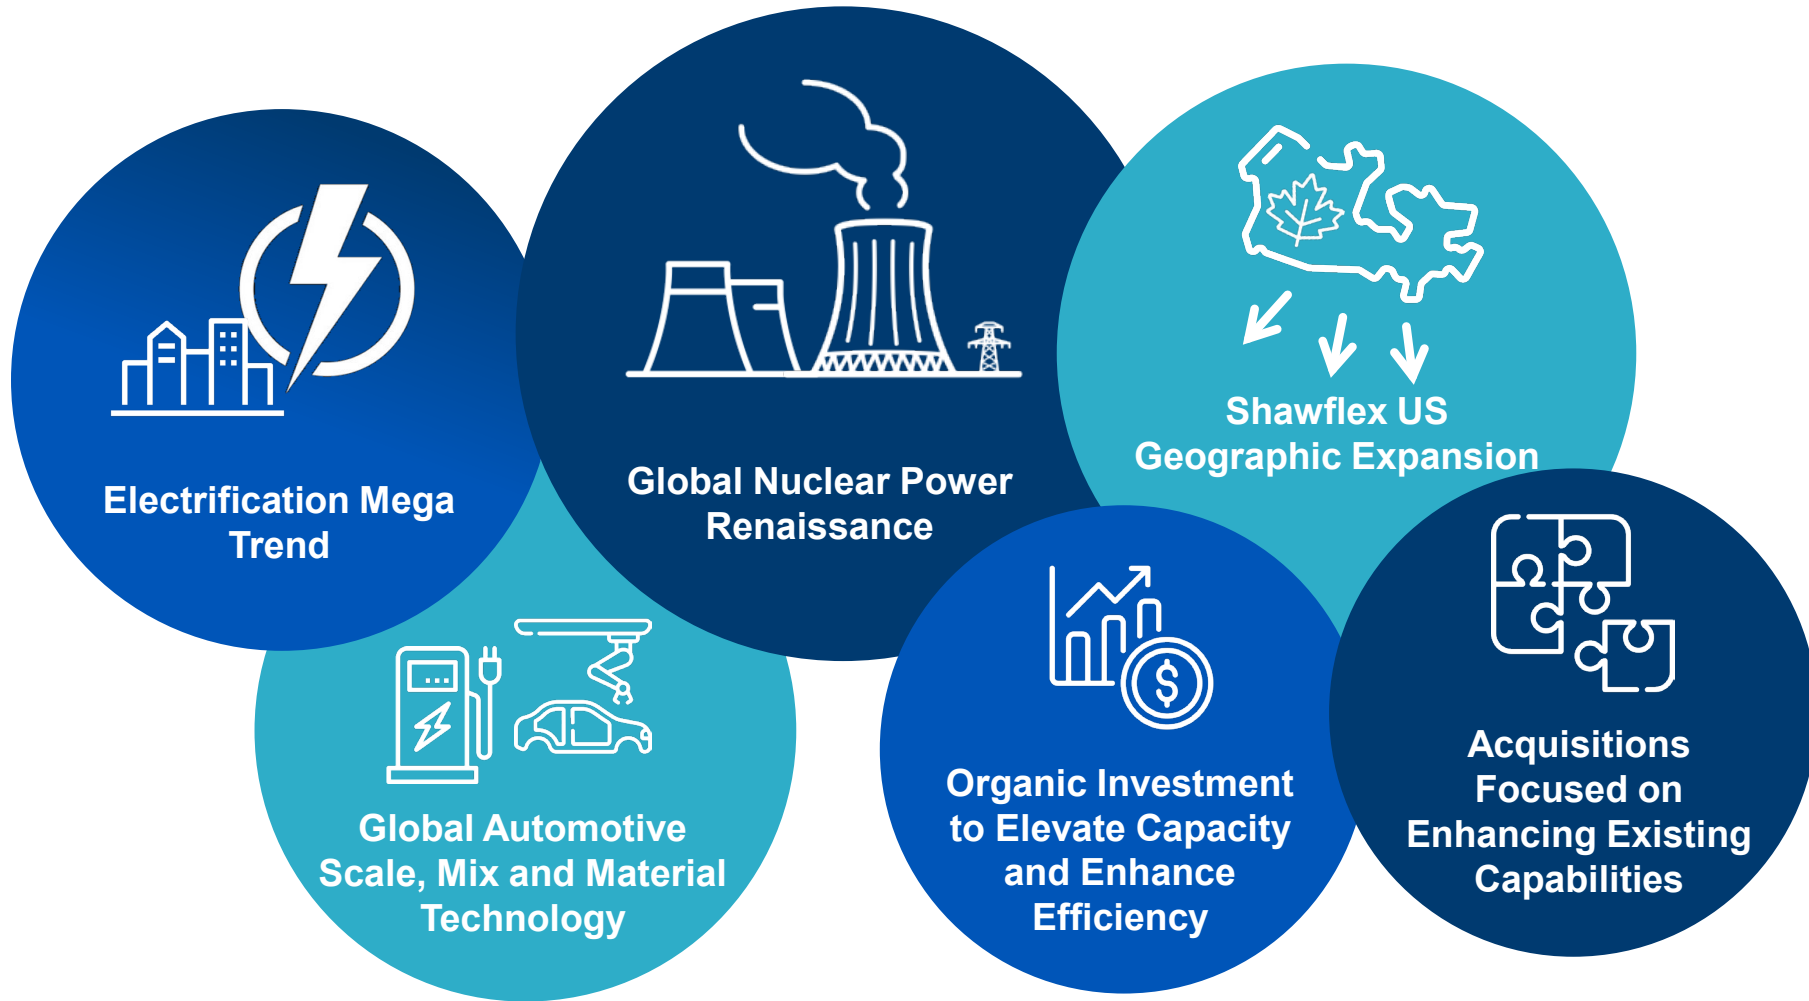 Electrification Mega
Trend
Global Nuclear Power
Renaissance
Shawflex US
Geographic Expansion
Global Automotive
Scale, Mix and Material
Technology
$
Organic Investment
to Elevate Capacity
and Enhance
Efficiency
Acquisitions
Focused on
Enhancing Existing
Capabilities